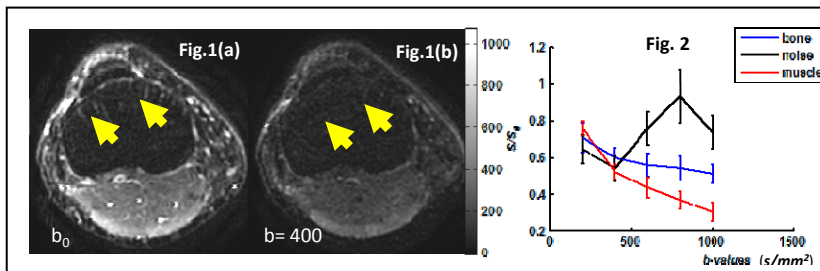 Fig.1(a)
Fig.1(b)
b0
b= 400
1000
800
600
400
200
0
Fig. 2
bone
noise
muscle
S/S0
1.2
1
0.8
0.6
0.4
0.2
0
500
1000
1500
b-values (s/mm²)